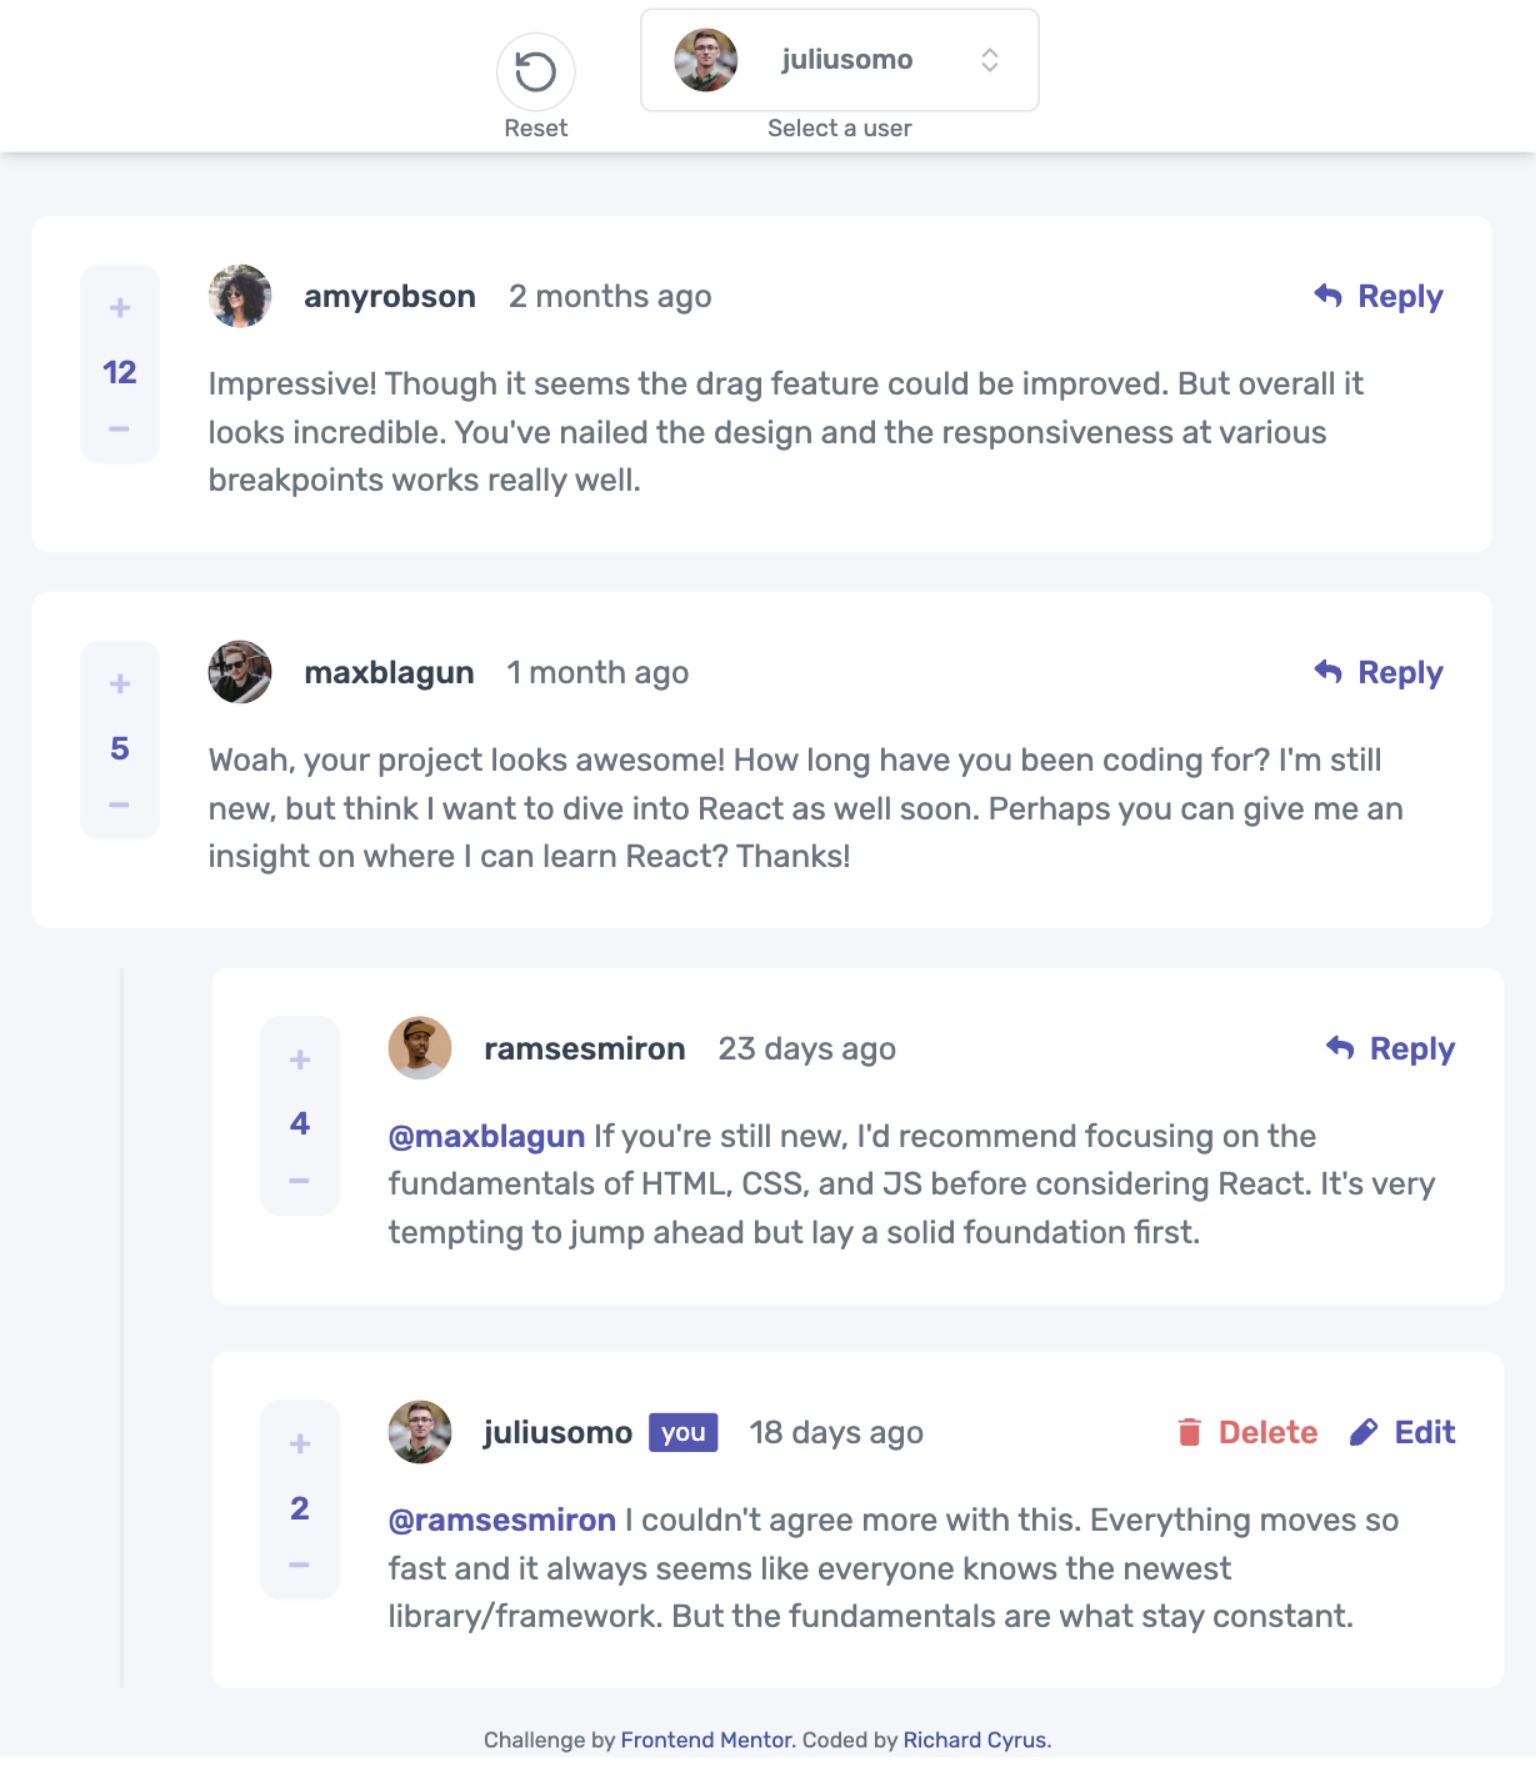 juliusomo
Reset
Select a user
amyrobson 2 months ago
Reply
+
12
−
Impressive! Though it seems the drag feature could be improved. But overall it
looks incredible. You've nailed the design and the responsiveness at various
breakpoints works really well.
maxblagun 1 month ago
Reply
+
5
−
Woah, your project looks awesome! How long have you been coding for? I'm still
new, but think I want to dive into React as well soon. Perhaps you can give me an
insight on where I can learn React? Thanks!
ramsesmiron 23 days ago
Reply
+
4
−
@maxblagun If you're still new, I'd recommend focusing on the
fundamentals of HTML, CSS, and JS before considering React. It's very
tempting to jump ahead but lay a solid foundation first.
juliusomo you 18 days ago
Delete Edit
+
2
−
@ramsesmiron I couldn't agree more with this. Everything moves so
fast and it always seems like everyone knows the newest
library/framework. But the fundamentals are what stay constant.
Challenge by Frontend Mentor. Coded by Richard Cyrus.